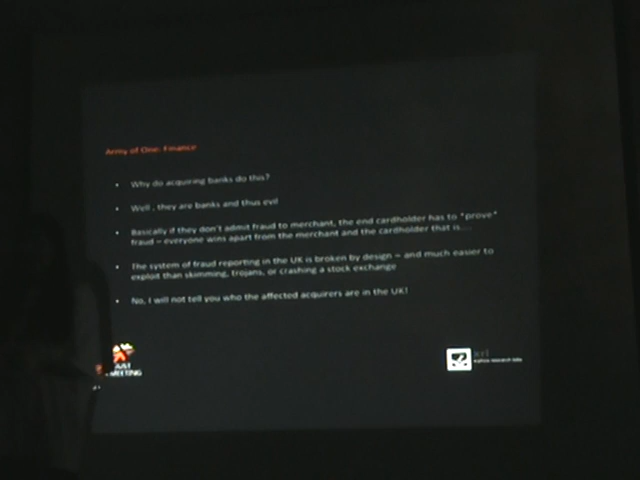 Army of One: Finance
• Why do acquiring banks do this?
• Well , they are banks and thus evil
• Basically if they don't admit fraud to merchant, the end cardholder has to "prove"
fraud – everyone wins apart from the merchant and the cardholder that is....
• The system of fraud reporting in the UK is broken by design – and much easier to
exploit than skimming, trojans, or crashing a stock exchange
• No, I will not tell you who the affected acquirers are in the UK!
JUST
MEETING